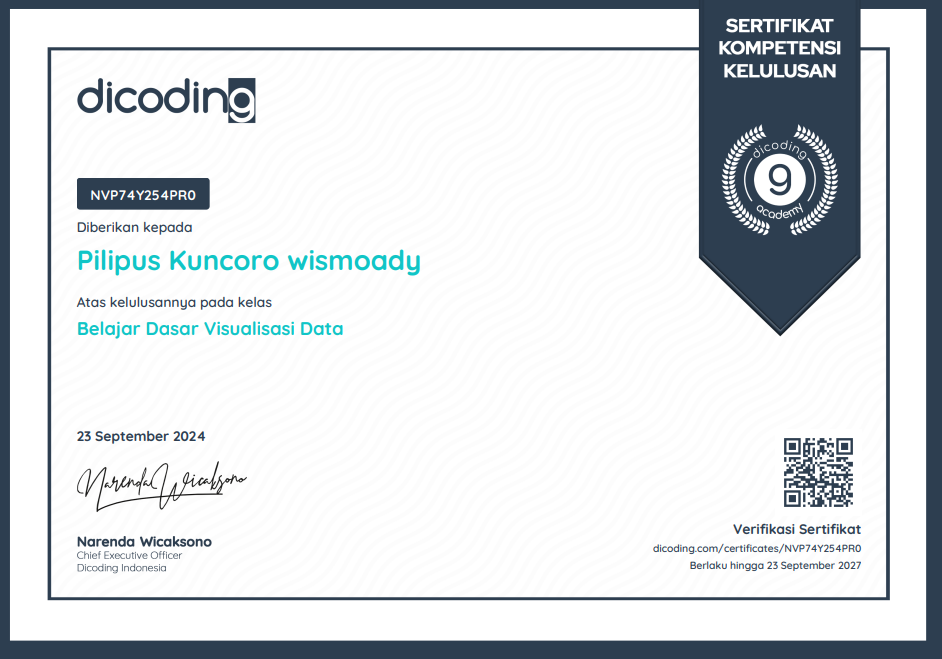 SERTIFIKAT
KOMPETENSI
KELULUSAN
dicoding
dicoding
academy
NVP74Y254PR0
Diberikan kepada
Pilipus Kuncoro wismoady
Atas kelulusannya pada kelas
Belajar Dasar Visualisasi Data
23 September 2024
Narenda Wicaksono
Narenda Wicaksono
Chief Executive Officer
Dicoding Indonesia
Verifikasi Sertifikat
dicoding.com/certificates/NVP74Y254PR0
Berlaku hingga 23 September 2027